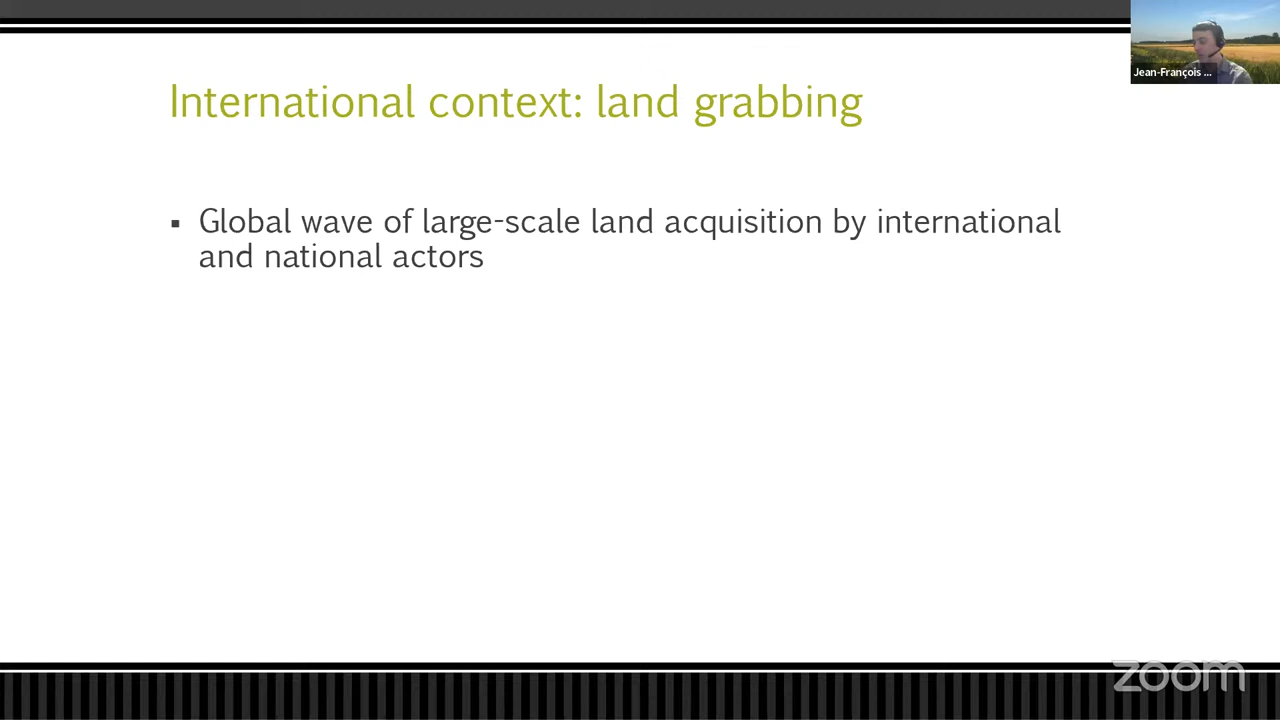 Jean-François ...
International context: land grabbing
▪ Global wave of large-scale land acquisition by international
and national actors
zoom